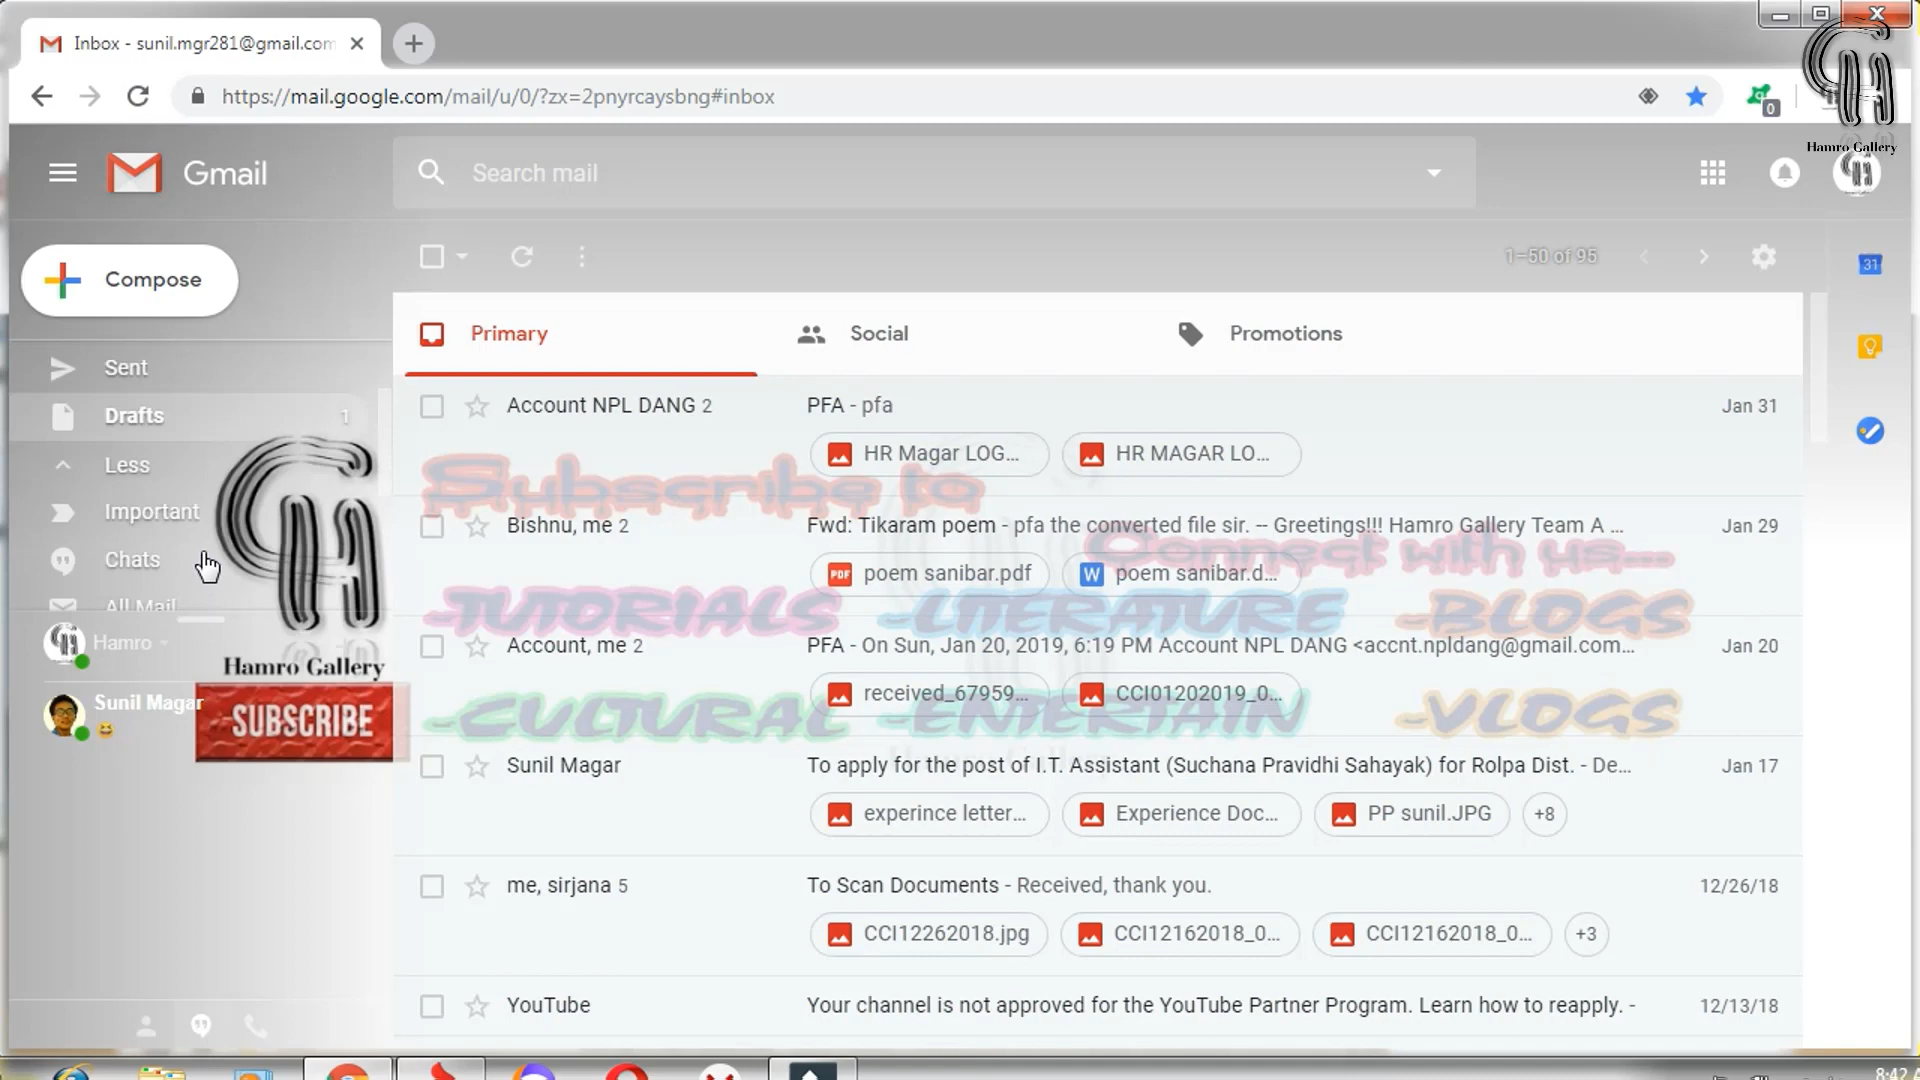 Inbox - sunil.mgr281@gmail.com
https://mail.google.com/mail/u/0/?zx=2pnyrcaysbng#inbox
0
Hamro Gallery
Gmail
Search mail
Compose
1–50 of 95
31
Primary
Social
Promotions
Sent
Drafts 1
Less
Important
Chats
All Mail
Hamro
Sunil Magar
Hamro Gallery
SUBSCRIBE
Account NPL DANG 2 PFA - pfa Jan 31
HR Magar LOG... HR MAGAR LO...
Subscribe to
Bishnu, me 2 Fwd: Tikaram poem - pfa the converted file sir. -- Greetings!!! Hamro Gallery Team A ... Jan 29
Connect with us...
PDF poem sanibar.pdf W poem sanibar.d...
-TUTORIALS -LITERATURE -BLOGS
Account, me 2 PFA - On Sun, Jan 20, 2019, 6:19 PM Account NPL DANG <accnt.npldang@gmail.com... Jan 20
received_67959... CCI01202019_0...
-CULTURAL -ENTERTAIN -VLOGS
Sunil Magar To apply for the post of I.T. Assistant (Suchana Pravidhi Sahayak) for Rolpa Dist. - De... Jan 17
experince letter... Experience Doc... PP sunil.JPG +8
me, sirjana 5 To Scan Documents - Received, thank you. 12/26/18
CCI12262018.jpg CCI12162018_0... CCI12162018_0... +3
YouTube Your channel is not approved for the YouTube Partner Program. Learn how to reapply. - 12/13/18
8:42